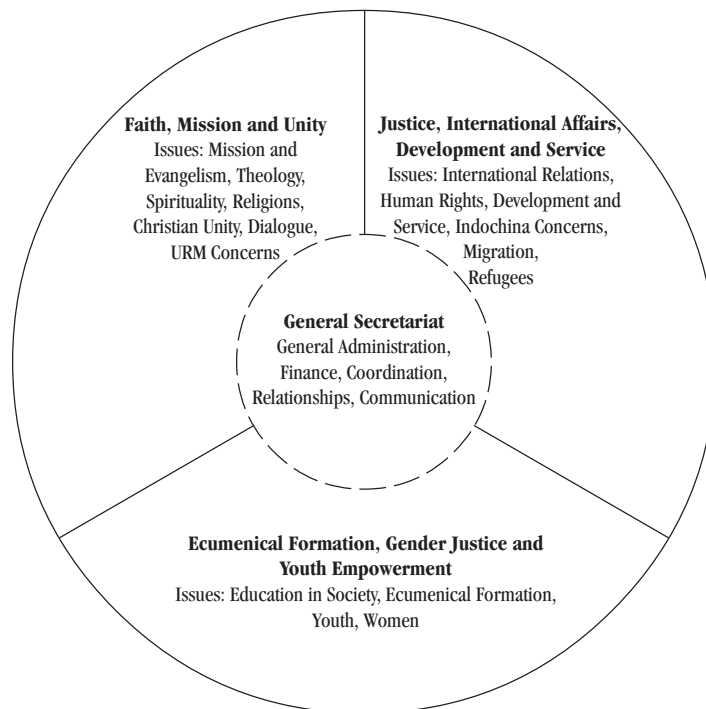 Faith, Mission and Unity
Issues: Mission and
Evangelism, Theology,
Spirituality, Religions,
Christian Unity, Dialogue,
URM Concerns
Justice, International Affairs,
Development and Service
Issues: International Relations,
Human Rights, Development and
Service, Indochina Concerns,
Migration,
Refugees
General Secretariat
General Administration,
Finance, Coordination,
Relationships, Communication
Ecumenical Formation, Gender Justice and
Youth Empowerment
Issues: Education in Society, Ecumenical Formation,
Youth, Women